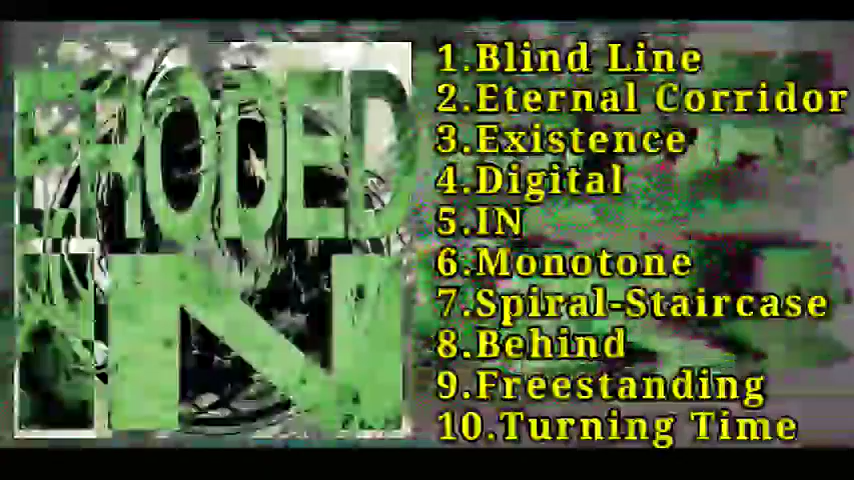 ERODED
IN
1.Blind Line
2.Eternal Corridor
3.Existence
4.Digital
5.IN
6.Monotone
7.Spiral-Staircase
8.Behind
9.Freestanding
10.Turning Time